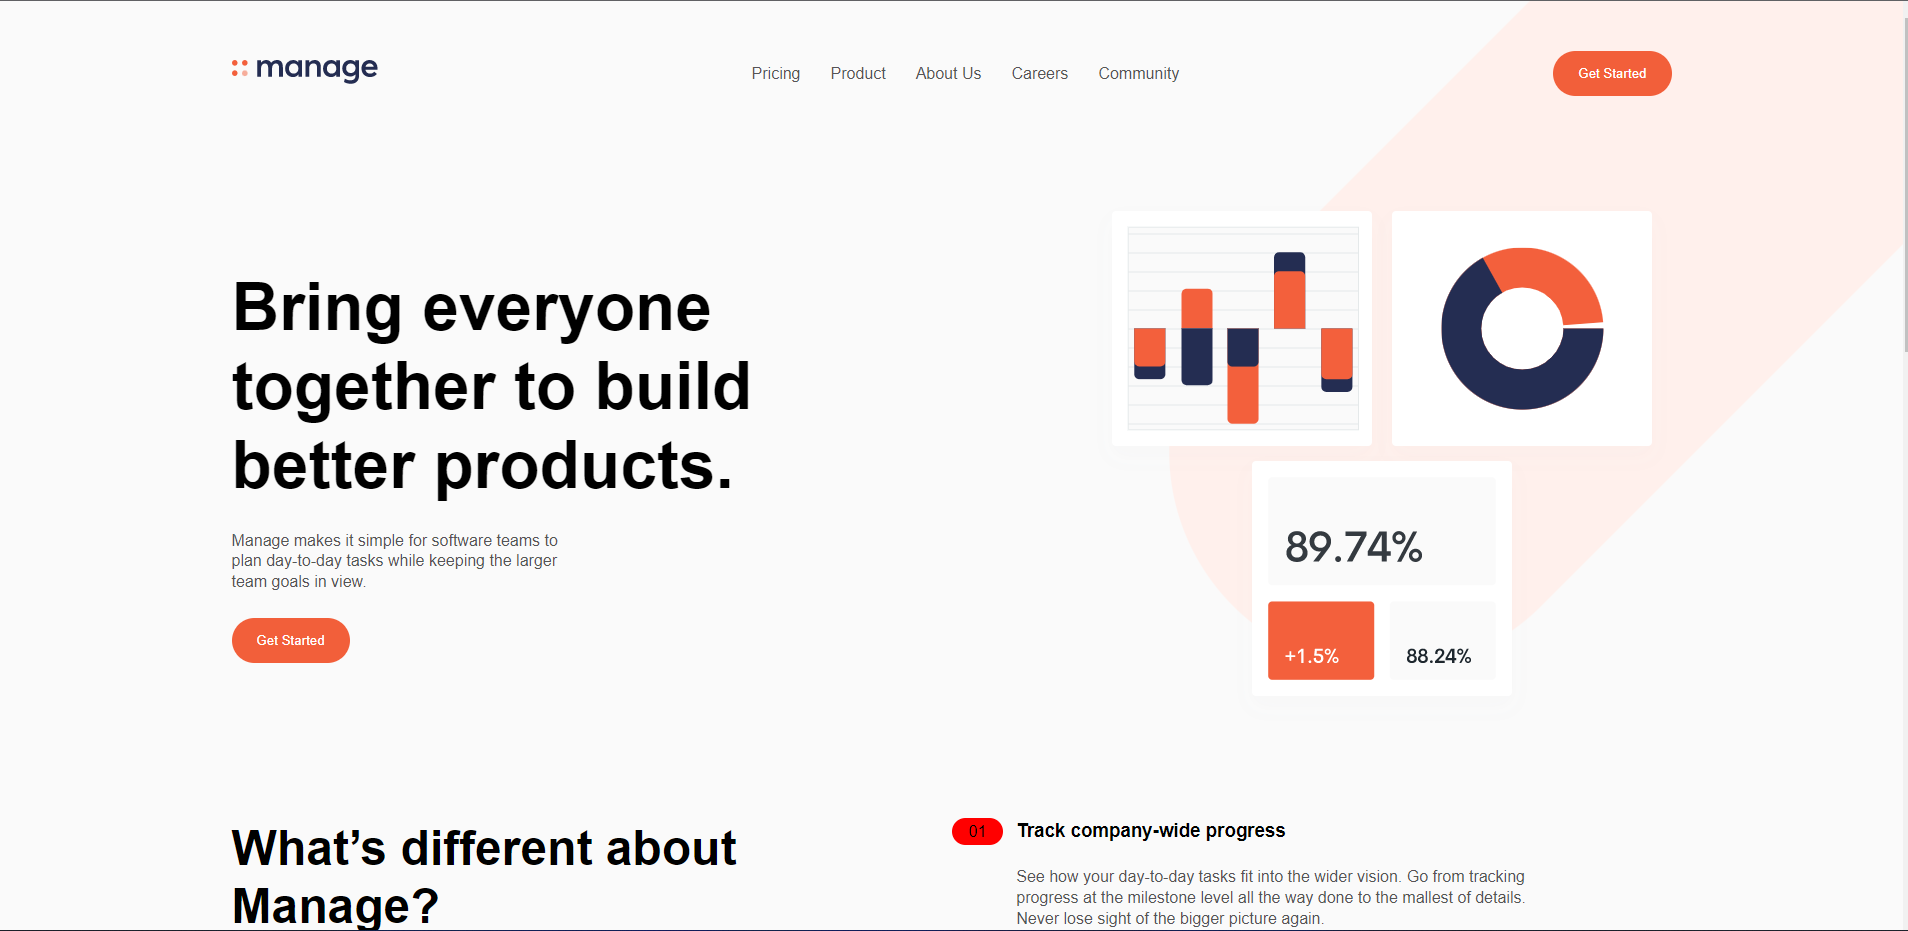 manage
Pricing Product About Us Careers Community
Get Started
Bring everyone
together to build
better products.
Manage makes it simple for software teams to
plan day-to-day tasks while keeping the larger
team goals in view.
Get Started
89.74%
+1.5%
88.24%
What’s different about
Manage?
01
Track company-wide progress
See how your day-to-day tasks fit into the wider vision. Go from tracking
progress at the milestone level all the way done to the mallest of details.
Never lose sight of the bigger picture again.